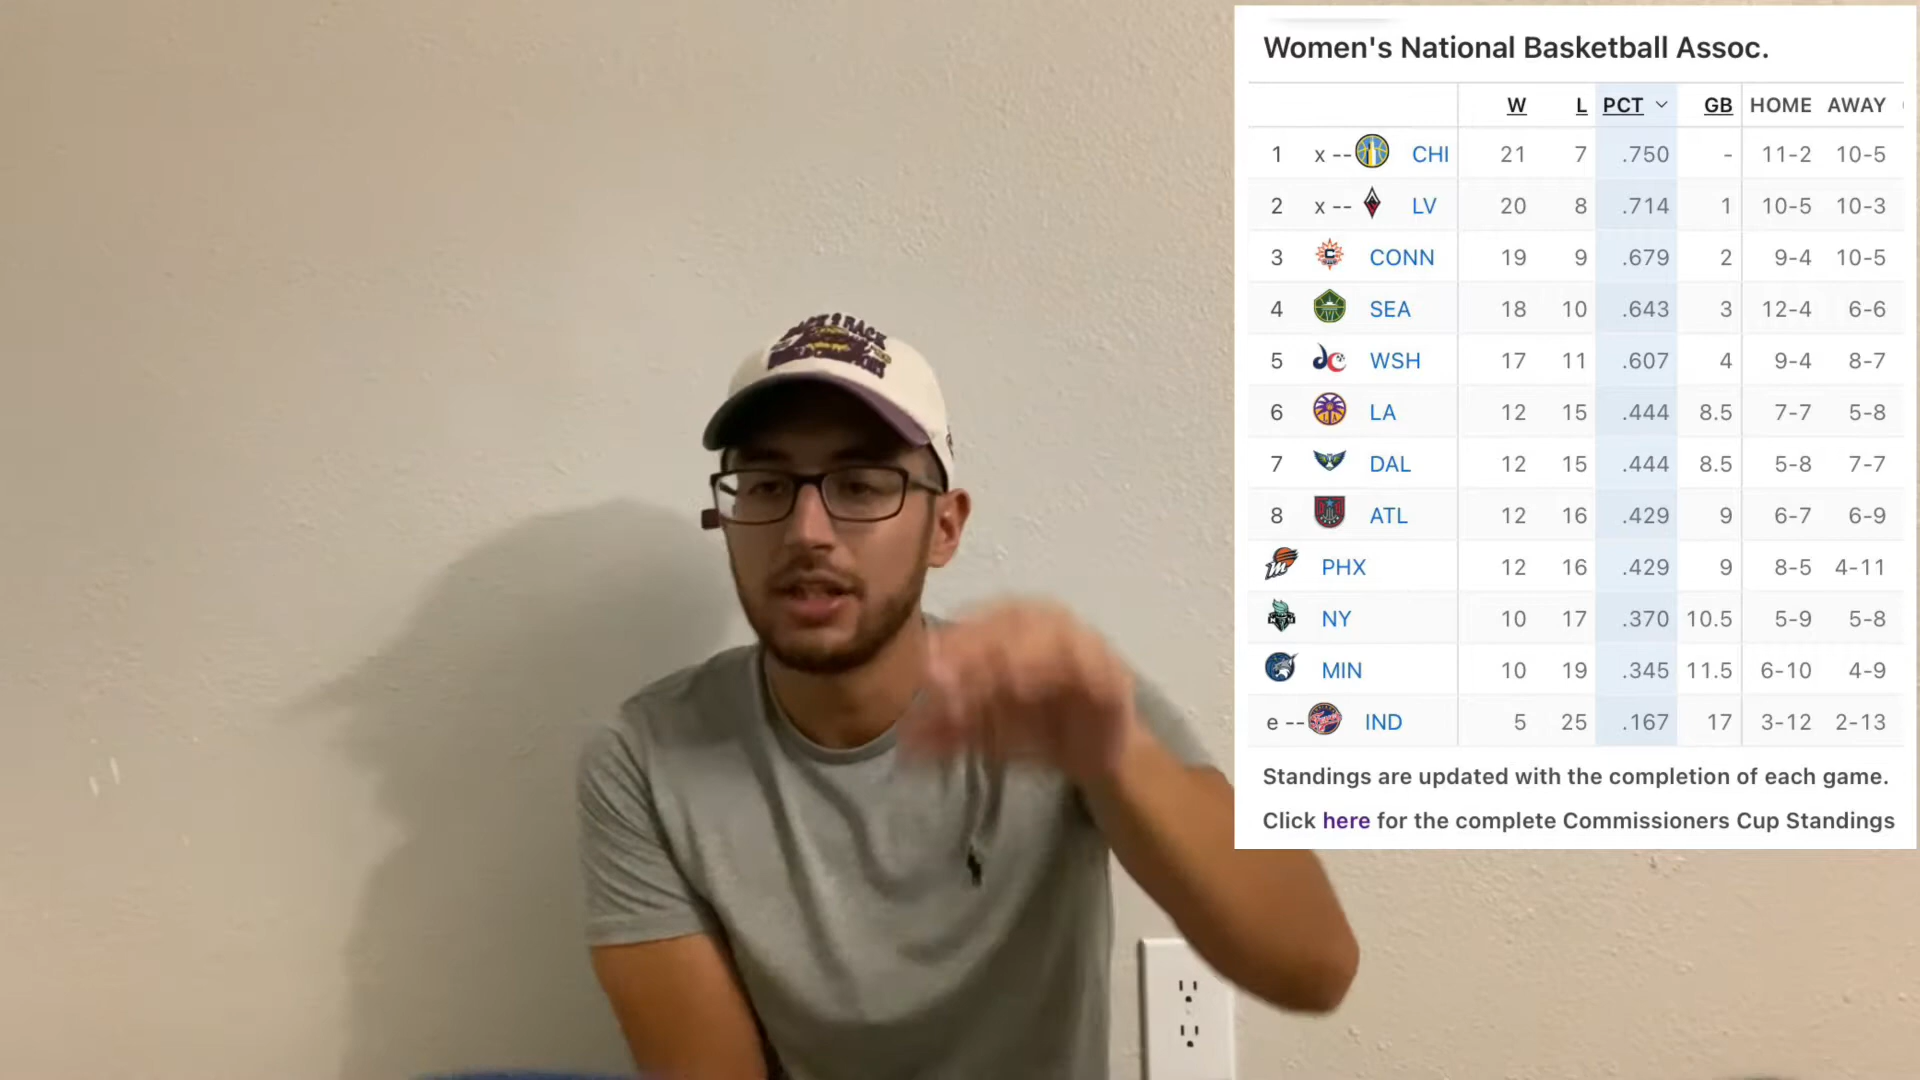 Women's National Basketball Assoc.
W L PCT GB HOME AWAY
1 x -- CHI 21 7 .750 - 11-2 10-5
2 x -- LV 20 8 .714 1 10-5 10-3
3 CONN 19 9 .679 2 9-4 10-5
4 SEA 18 10 .643 3 12-4 6-6
5 WSH 17 11 .607 4 9-4 8-7
6 LA 12 15 .444 8.5 7-7 5-8
7 DAL 12 15 .444 8.5 5-8 7-7
8 ATL 12 16 .429 9 6-7 6-9
PHX 12 16 .429 9 8-5 4-11
NY 10 17 .370 10.5 5-9 5-8
MIN 10 19 .345 11.5 6-10 4-9
e -- IND 5 25 .167 17 3-12 2-13
Standings are updated with the completion of each game.
Click here for the complete Commissioners Cup Standings